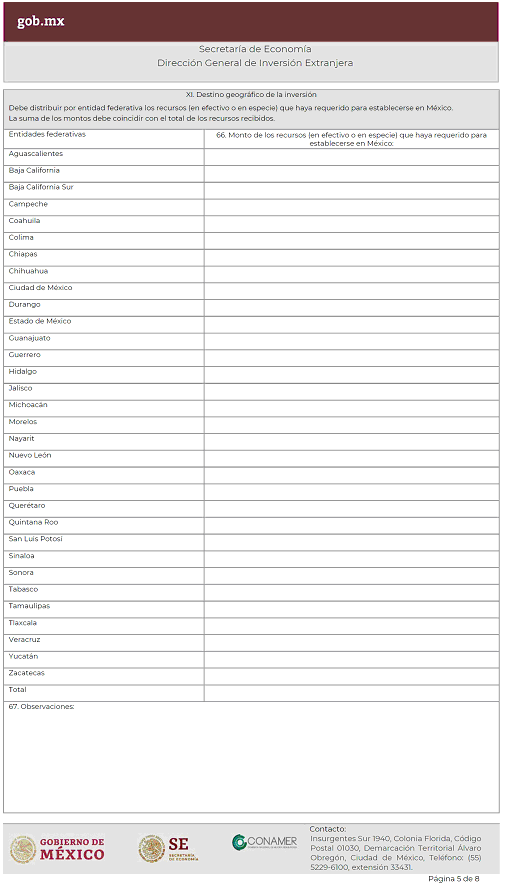 gob.mx
Secretaría de Economía
Dirección General de Inversión Extranjera
XI. Destino geográfico de la inversión
Debe distribuir por entidad federativa los recursos (en efectivo o en especie) que haya requerido para establecerse en México.
La suma de los montos debe coincidir con el total de los recursos recibidos.
Entidades federativas
66. Monto de los recursos (en efectivo o en especie) que haya requerido para
establecerse en México:
Aguascalientes
Baja California
Baja California Sur
Campeche
Coahuila
Colima
Chiapas
Chihuahua
Ciudad de México
Durango
Estado de México
Guanajuato
Guerrero
Hidalgo
Jalisco
Michoacán
Morelos
Nayarit
Nuevo León
Oaxaca
Puebla
Querétaro
Quintana Roo
San Luis Potosí
Sinaloa
Sonora
Tabasco
Tamaulipas
Tlaxcala
Veracruz
Yucatán
Zacatecas
Total
67. Observaciones:
GOBIERNO DE
MÉXICO
SE
SECRETARÍA
DE ECONOMÍA
CONAMER
Contacto:
Insurgentes Sur 1940, Colonia Florida, Código
Postal 01030, Demarcación Territorial Álvaro
Obregón, Ciudad de México, Teléfono: (55)
5229-6100, extensión 33431.
Página 5 de 8